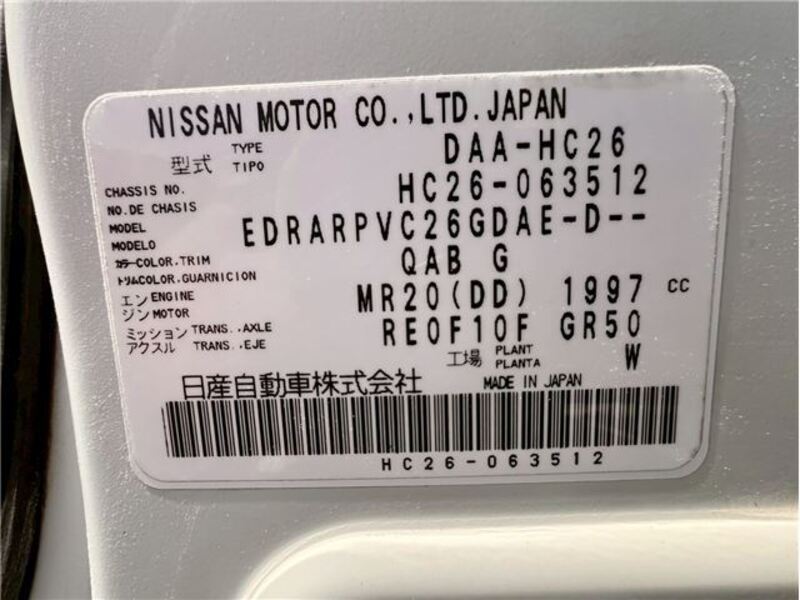 NISSAN MOTOR CO.,LTD.JAPAN
型式 TYPE TIPO DAA-HC26
CHASSIS NO. NO.DE CHASIS HC26-063512
MODEL MODELO EDRARPVC26GDAE-D--
カラー COLOR.TRIM QAB G
トリム COLOR.GUARNICION
エンジン ENGINE MOTOR MR20(DD) 1997 CC
ミッション TRANS..AXLE RE0F10F GR50
アクスル TRANS..EJE
工場 PLANT PLANTA W
日産自動車株式会社 MADE IN JAPAN
HC26-063512